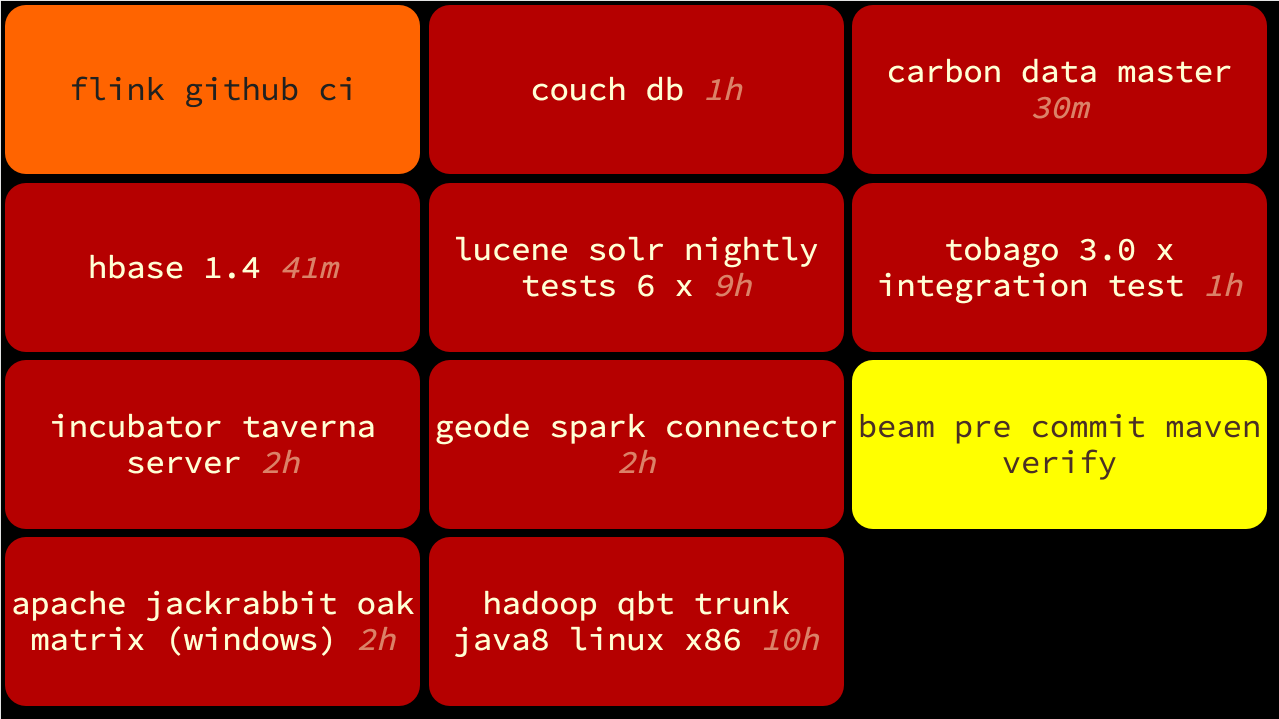 flink github ci
couch db 1h
carbon data master
30m
hbase 1.4 41m
lucene solr nightly
tests 6 x 9h
tobago 3.0 x
integration test 1h
incubator taverna
server 2h
geode spark connector
2h
beam pre commit maven
verify
apache jackrabbit oak
matrix (windows) 2h
hadoop qbt trunk
java8 linux x86 10h